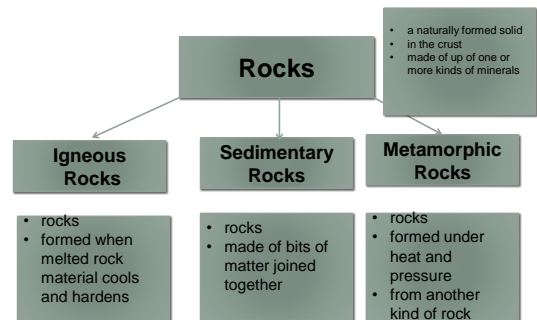 • a naturally formed solid
• in the crust
• made of up of one or
more kinds of minerals
Rocks
Igneous
Rocks
Sedimentary
Rocks
Metamorphic
Rocks
• rocks
• formed when
melted rock
material cools
and hardens
• rocks
• made of bits of
matter joined
together
• rocks
• formed under
heat and
pressure
• from another
kind of rock